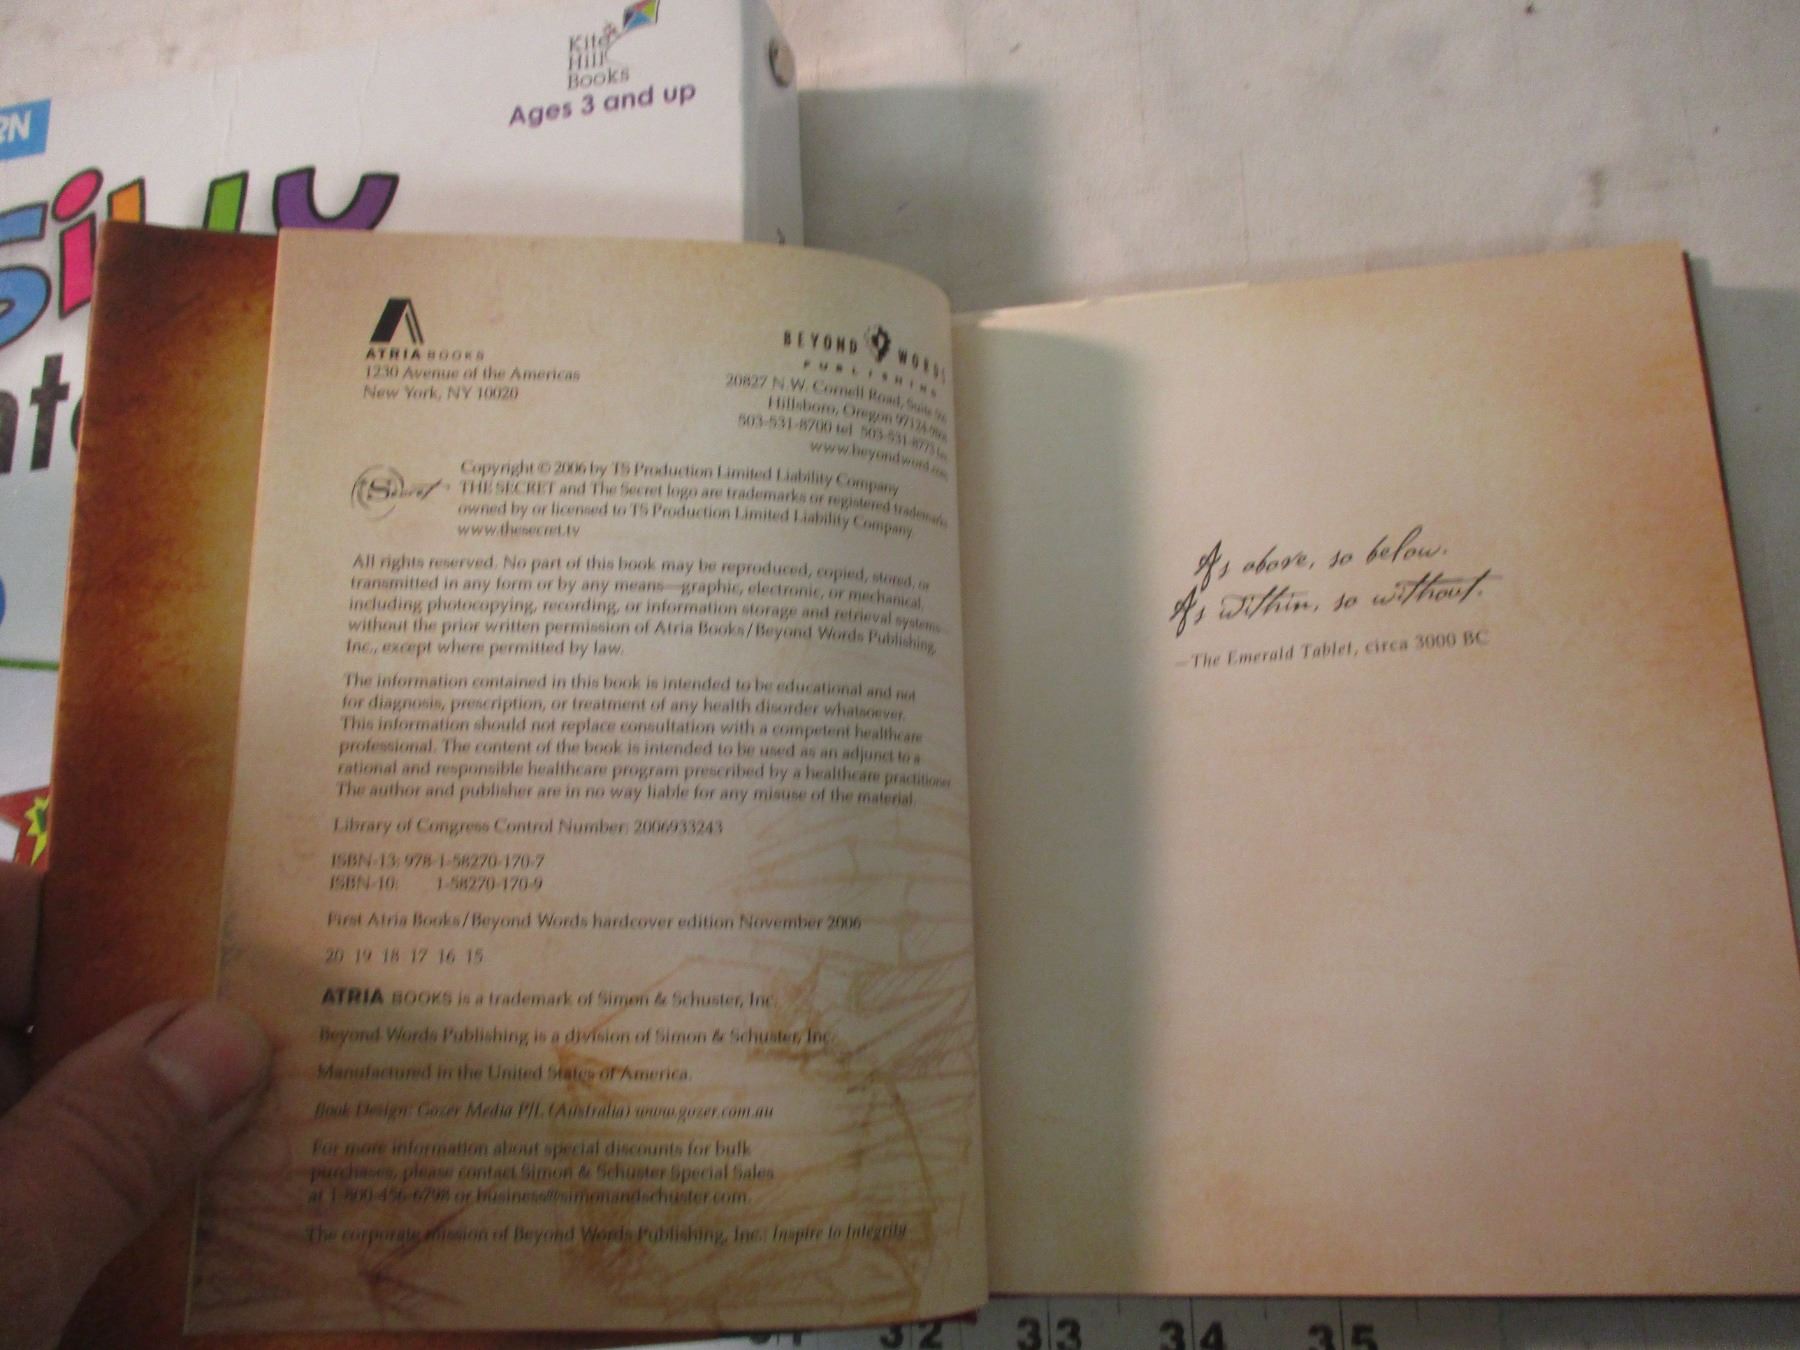 Kite
Hill
Books
Ages 3 and up
Silly
ATRIA BOOKS
1230 Avenue of the Americas
New York, NY 10020
BEYOND WORDS
PUBLISHING
20827 N.W. Cornell Road, Suite
Hillsboro, Oregon
503-531-8700 tel 503-531-8773
www.beyondword.com
Secret
Copyright © 2006 by TS Production Limited Liability Company
THE SECRET and The Secret logo are trademarks or registered trademarks
owned by or licensed to TS Production Limited Liability Company.
www.thesecret.tv
All rights reserved. No part of this book may be reproduced, copied, stored, or
transmitted in any form or by any means—graphic, electronic, or mechanical,
including photocopying, recording, or information storage and retrieval systems—
without the prior written permission of Atria Books/Beyond Words Publishing,
Inc., except where permitted by law.
The information contained in this book is intended to be educational and not
for diagnosis, prescription, or treatment of any health disorder whatsoever.
This information should not replace consultation with a competent healthcare
professional. The content of the book is intended to be used as an adjunct to a
rational and responsible healthcare program prescribed by a healthcare practitioner.
The author and publisher are in no way liable for any misuse of the material.
Library of Congress Control Number: 2006933243
ISBN-13: 978-1-58270-170-7
ISBN-10: 1-58270-170-9
First Atria Books/Beyond Words hardcover edition November 2006
20 19 18 17 16 15
ATRIA BOOKS is a trademark of Simon & Schuster, Inc.
Beyond Words Publishing is a division of Simon & Schuster, Inc.
Manufactured in the United States of America.
Book Design: Gozer Media P/L (Australia) www.gozer.com.au
For more information about special discounts for bulk
purchases, please contact Simon & Schuster Special Sales
at 1-800-456-6798 or business@simonandschuster.com.
The corporate mission of Beyond Words Publishing, Inc.: Inspire to Integrity
As above, so below.
As within, so without.
—The Emerald Tablet, circa 3000 BC
31 32 33 34 35